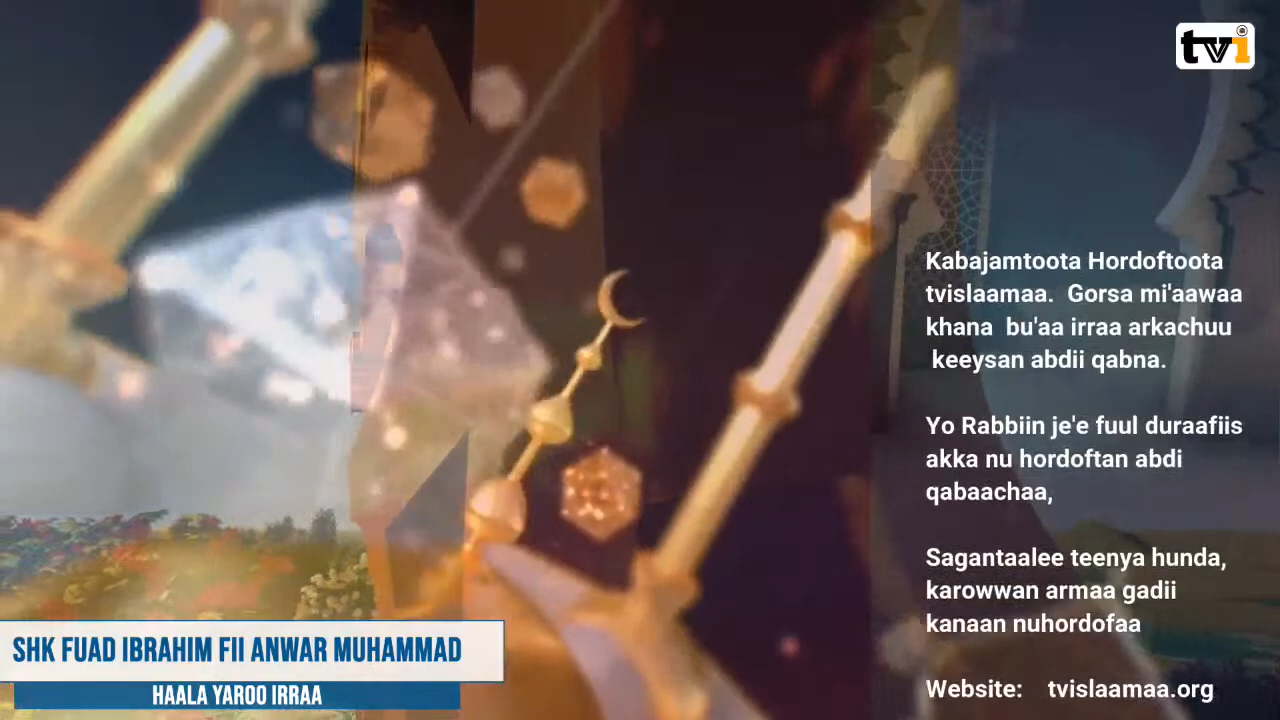 tvi
Kabajamtoota Hordoftoota
tvislaamaa. Gorsa mi'aawaa
khana bu'aa irraa arkachuu
keeysan abdii qabna.
Yo Rabbiin je'e fuul duraafiis
akka nu hordoftan abdi
qabaachaa,
Sagantaalee teenya hunda,
karowwan armaa gadii
kanaan nuhordofaa
Website: tvislaamaa.org
SHK FUAD IBRAHIM FII ANWAR MUHAMMAD
HAALA YAROO IRRAA